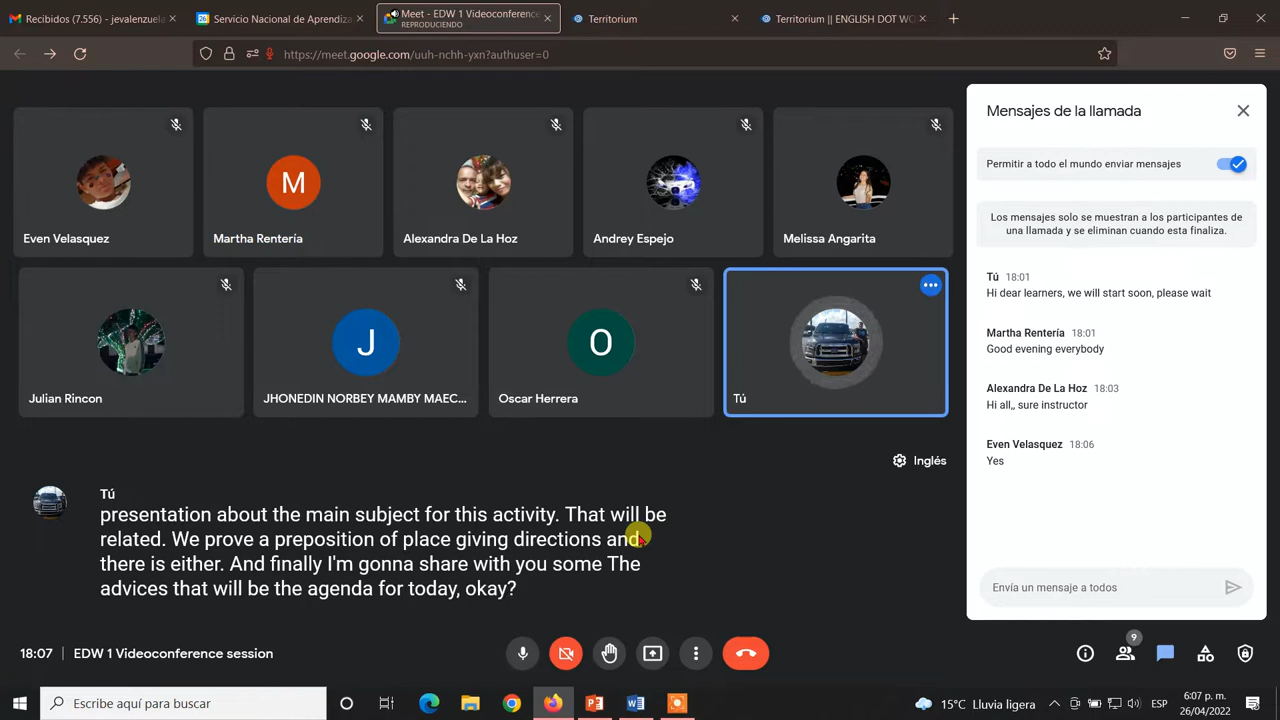 Recibidos (7.556) - jevalenzuel
Servicio Nacional de Aprendiza
Meet - EDW 1 Videoconference
REPRODUCIENDO
Territorium
Territorium || ENGLISH DOT WO
https://meet.google.com/uuh-nchh-yxn?authuser=0
Even Velasquez
M
Martha Rentería
Alexandra De La Hoz
Andrey Espejo
Melissa Angarita
Julian Rincon
J
JHONEDIN NORBEY MAMBY MAEC...
O
Oscar Herrera
Tú
Inglés
Tú
presentation about the main subject for this activity. That will be
related. We prove a preposition of place giving directions and
there is either. And finally I'm gonna share with you some The
advices that will be the agenda for today, okay?
Mensajes de la llamada
Permitir a todo el mundo enviar mensajes
Los mensajes solo se muestran a los participantes de
una llamada y se eliminan cuando esta finaliza.
Tú 18:01
Hi dear learners, we will start soon, please wait
Martha Rentería 18:01
Good evening everybody
Alexandra De La Hoz 18:03
Hi all,, sure instructor
Even Velasquez 18:06
Yes
Envía un mensaje a todos
18:07 | EDW 1 Videoconference session
9
Escribe aquí para buscar
15°C Lluvia ligera
ESP
6:07 p. m.
26/04/2022